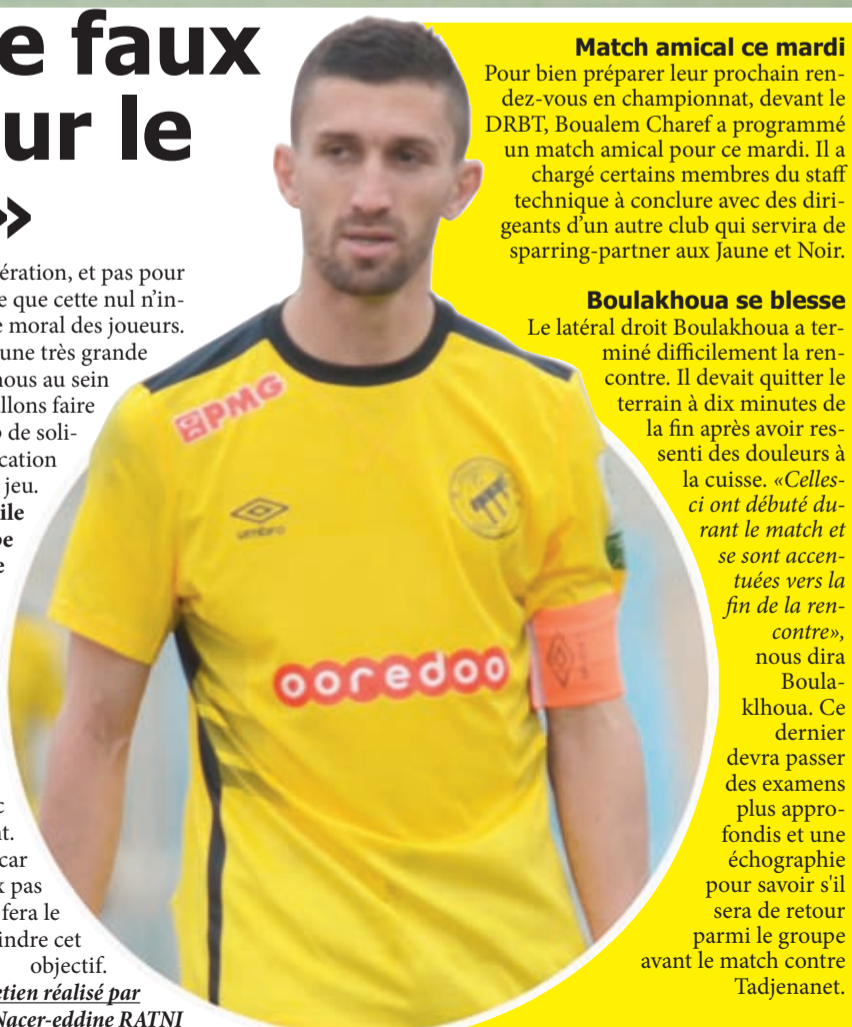 e faux
ur le
»
ération, et pas pour
e que cette nul n'in-
e moral des joueurs.
une très grande
nous au sein
allons faire
p de soli-
cation
jeu.
ile
pe
e
c
t.
car
x pas
fera le
indre cet
objectif.
etien réalisé par
Nacer-eddine RATNI
PMG
umbro
ooredoo
Match amical ce mardi
Pour bien préparer leur prochain ren-
dez-vous en championnat, devant le
DRBT, Boualem Charef a programmé
un match amical pour ce mardi. Il a
chargé certains membres du staff
technique à conclure avec des diri-
geants d'un autre club qui servira de
sparring-partner aux Jaune et Noir.
Boulakhoua se blesse
Le latéral droit Boulakhoua a ter-
miné difficilement la ren-
contre. Il devait quitter le
terrain à dix minutes de
la fin après avoir res-
senti des douleurs à
la cuisse. «Celles-
ci ont débuté du-
rant le match et
se sont accen-
tuées vers la
fin de la ren-
contre»,
nous dira
Boula-
klhoua. Ce
dernier
devra passer
des examens
plus appro-
fondis et une
échographie
pour savoir s'il
sera de retour
parmi le groupe
avant le match contre
Tadjenanet.